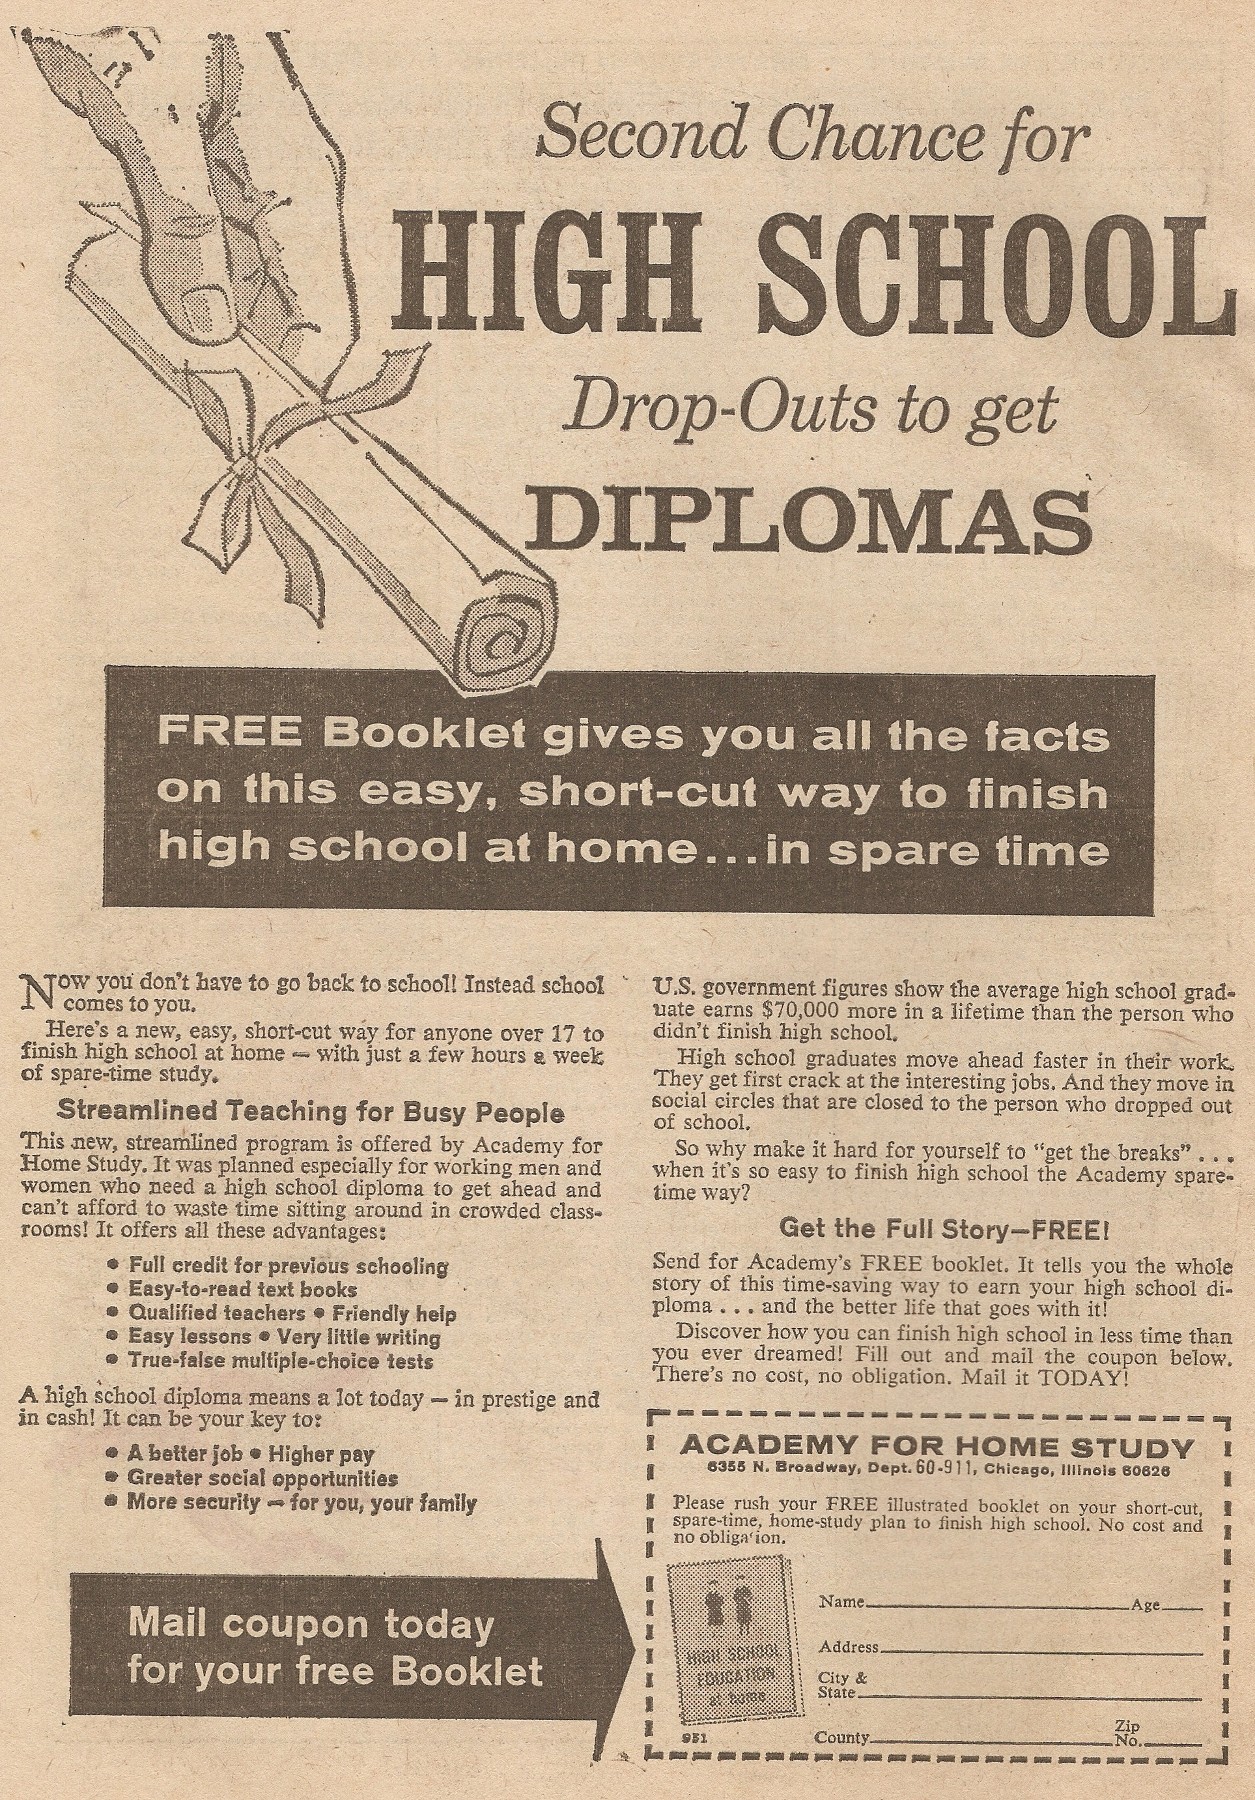 Second Chance for
HIGH SCHOOL
Drop-Outs to get
DIPLOMAS
FREE Booklet gives you all the facts
on this easy, short-cut way to finish
high school at home...in spare time
Now you don't have to go back to school! Instead school
comes to you.
Here's a new, easy, short-cut way for anyone over 17 to
finish high school at home — with just a few hours a week
of spare-time study.
Streamlined Teaching for Busy People
This new, streamlined program is offered by Academy for
Home Study. It was planned especially for working men and
women who need a high school diploma to get ahead and
can't afford to waste time sitting around in crowded class-
rooms! It offers all these advantages:
• Full credit for previous schooling
• Easy-to-read text books
• Qualified teachers • Friendly help
• Easy lessons • Very little writing
• True-false multiple-choice tests
A high school diploma means a lot today — in prestige and
in cash! It can be your key to:
• A better job • Higher pay
• Greater social opportunities
• More security — for you, your family
Mail coupon today
for your free Booklet
U.S. government figures show the average high school grad-
uate earns $70,000 more in a lifetime than the person who
didn't finish high school.
High school graduates move ahead faster in their work.
They get first crack at the interesting jobs. And they move in
social circles that are closed to the person who dropped out
of school.
So why make it hard for yourself to "get the breaks" . . .
when it's so easy to finish high school the Academy spare-
time way?
Get the Full Story—FREE!
Send for Academy's FREE booklet. It tells you the whole
story of this time-saving way to earn your high school di-
ploma . . . and the better life that goes with it!
Discover how you can finish high school in less time than
you ever dreamed! Fill out and mail the coupon below.
There's no cost, no obligation. Mail it TODAY!
ACADEMY FOR HOME STUDY
6355 N. Broadway, Dept. 60-911, Chicago, Illinois 60626
Please rush your FREE illustrated booklet on your short-cut,
spare-time, home-study plan to finish high school. No cost and
no obligation.
HIGH SCHOOL
EDUCATION
at home
951
Name Age
Address
City &
State
County Zip
No.